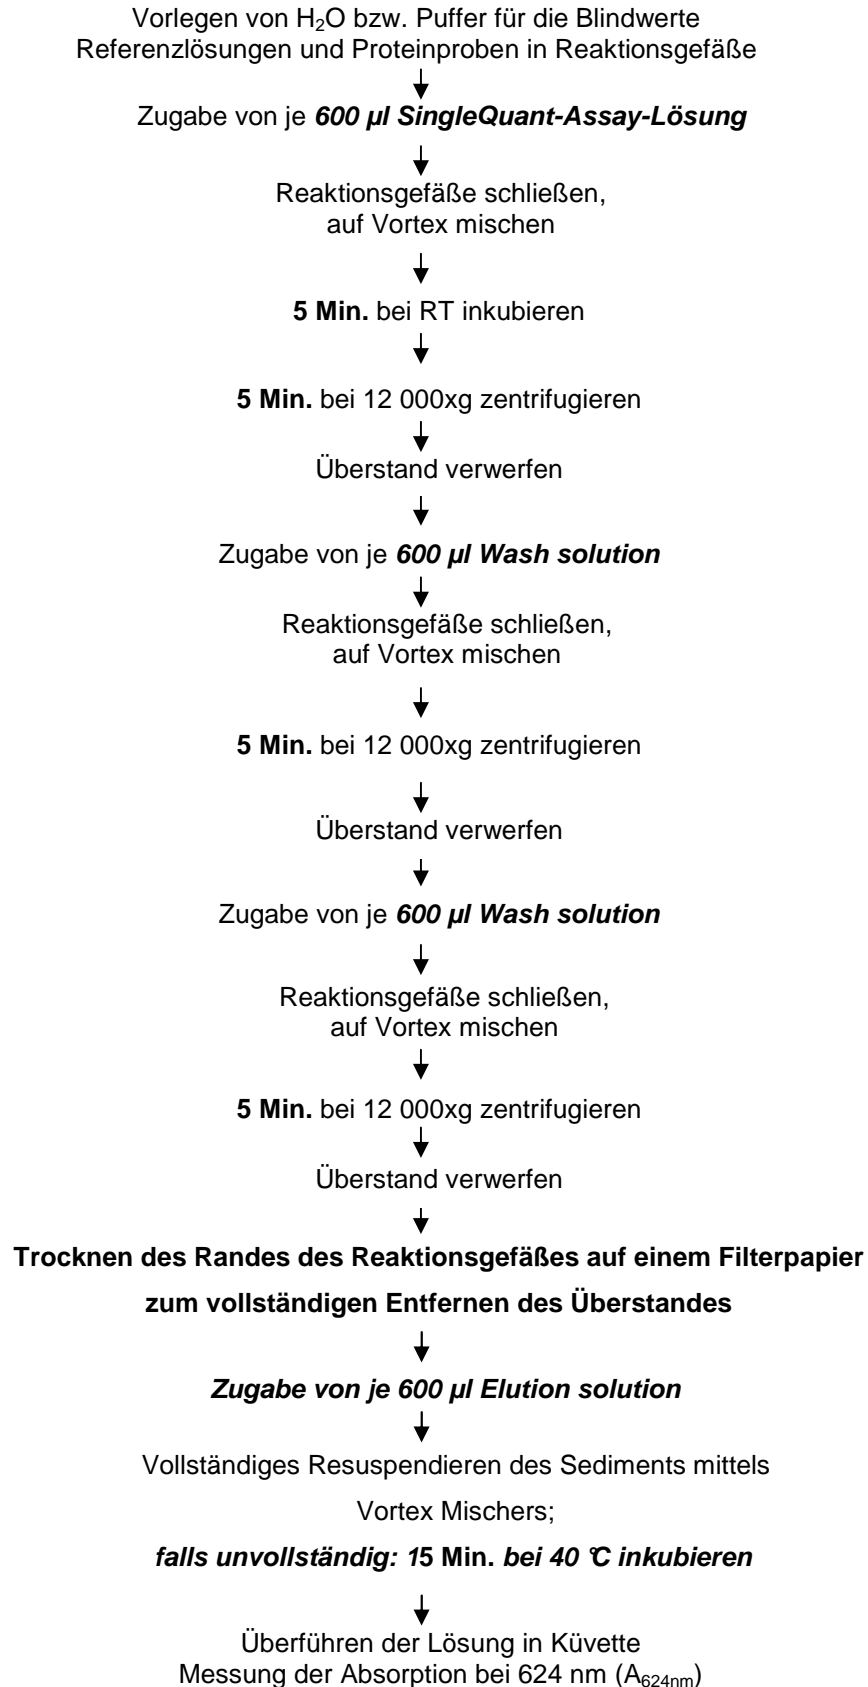 Vorlegen von H₂O bzw. Puffer für die Blindwerte
Referenzlösungen und Proteinproben in Reaktionsgefäße
Zugabe von je 600 µl SingleQuant-Assay-Lösung
Reaktionsgefäße schließen,
auf Vortex mischen
5 Min. bei RT inkubieren
5 Min. bei 12 000xg zentrifugieren
Überstand verwerfen
Zugabe von je 600 µl Wash solution
Reaktionsgefäße schließen,
auf Vortex mischen
5 Min. bei 12 000xg zentrifugieren
Überstand verwerfen
Zugabe von je 600 µl Wash solution
Reaktionsgefäße schließen,
auf Vortex mischen
5 Min. bei 12 000xg zentrifugieren
Überstand verwerfen
Trocknen des Randes des Reaktionsgefäßes auf einem Filterpapier
zum vollständigen Entfernen des Überstandes
Zugabe von je 600 µl Elution solution
Vollständiges Resuspendieren des Sediments mittels
Vortex Mischers;
falls unvollständig: 15 Min. bei 40 °C inkubieren
Überführen der Lösung in Küvette
Messung der Absorption bei 624 nm (A₆₂₄ₙₘ)